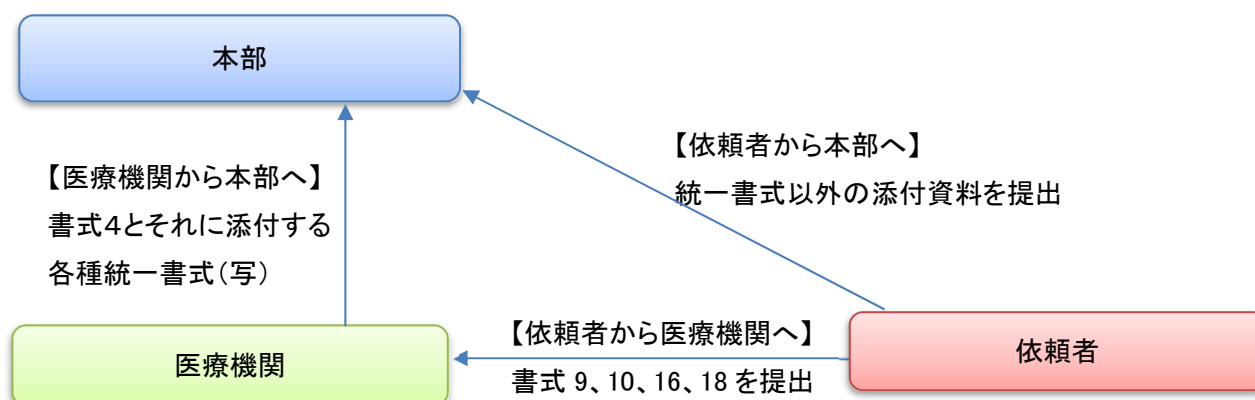 本部
【依頼者から本部へ】
統一書式以外の添付資料を提出
【医療機関から本部へ】
書式4とそれに添付する
各種統一書式（写）
医療機関
【依頼者から医療機関へ】
書式 9、10、16、18 を提出
依頼者